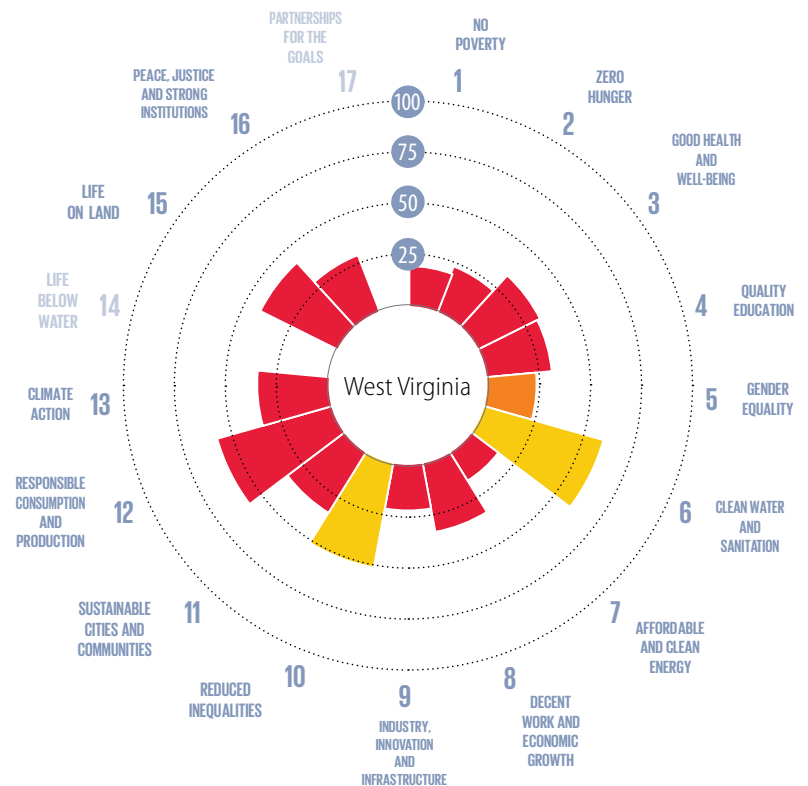 NO
POVERTY
1
ZERO
HUNGER
2
GOOD HEALTH
AND
WELL-BEING
3
4
QUALITY
EDUCATION
5
GENDER
EQUALITY
6
CLEAN WATER
AND
SANITATION
7
AFFORDABLE
AND CLEAN
ENERGY
8
DECENT
WORK AND
ECONOMIC
GROWTH
9
INDUSTRY,
INNOVATION
AND
INFRASTRUCTURE
10
REDUCED
INEQUALITIES
11
SUSTAINABLE
CITIES AND
COMMUNITIES
12
RESPONSIBLE
CONSUMPTION
AND
PRODUCTION
13
CLIMATE
ACTION
14
LIFE
BELOW
WATER
15
LIFE
ON LAND
16
PEACE, JUSTICE
AND STRONG
INSTITUTIONS
17
PARTNERSHIPS
FOR THE
GOALS
100
75
50
25
West Virginia